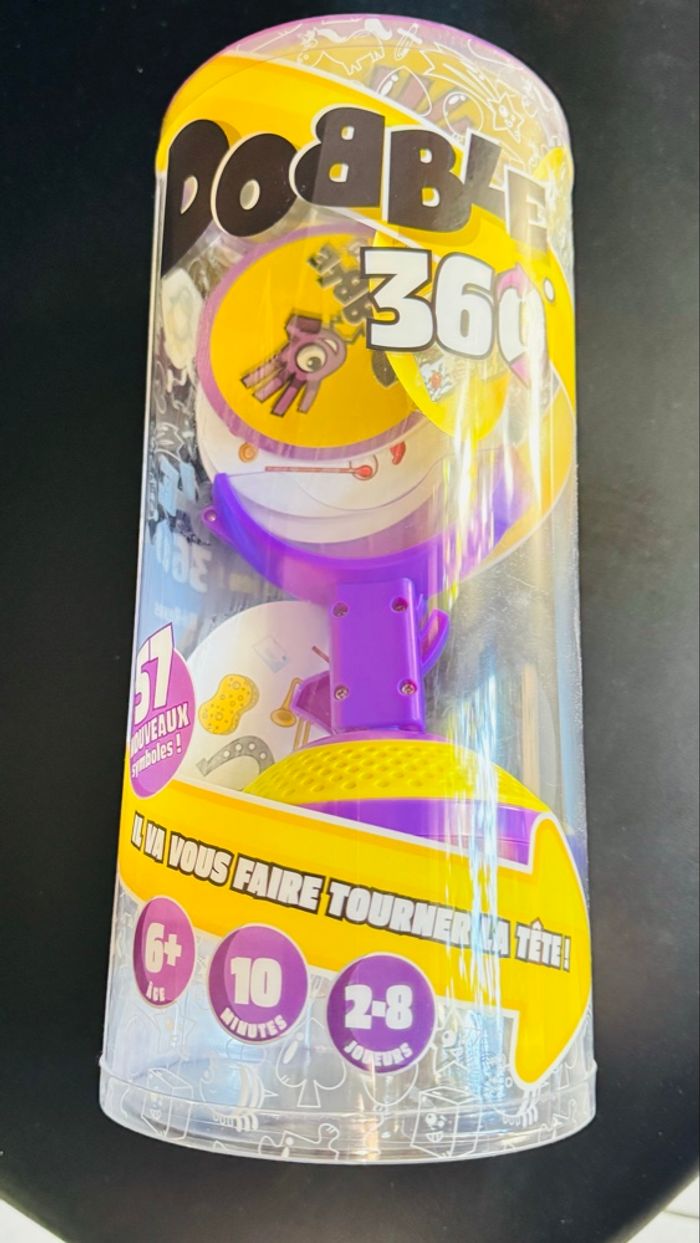 DOBBLE
360
DOBBLE
57
NOUVEAUX
symboles !
IL VA VOUS FAIRE TOURNER LA TÊTE !
6+
ÂGE
10
MINUTES
2-8
JOUEURS